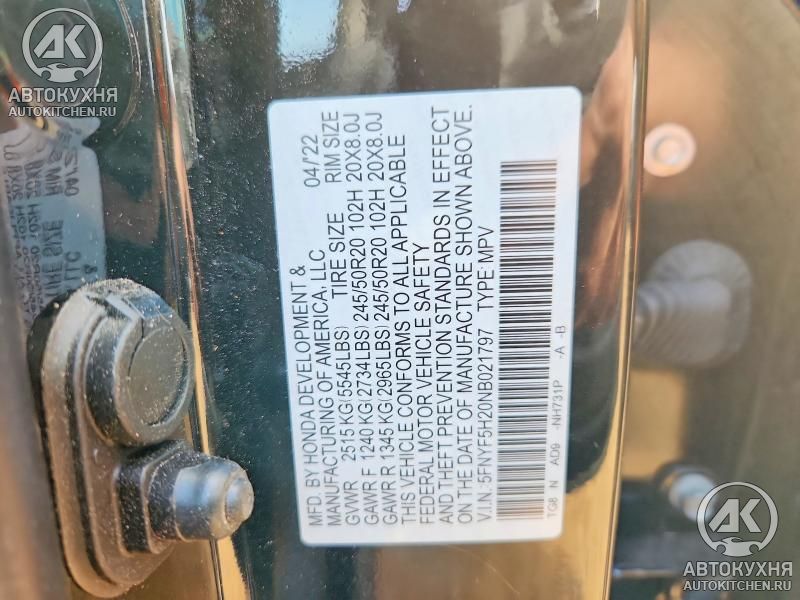 AK
АВТОКУХНЯ
AUTOKITCHEN.RU
MFD. BY HONDA DEVELOPMENT & 04/'22
MANUFACTURING OF AMERICA, LLC
GVWR 2515 KG(5545LBS) TIRE SIZE RIM SIZE
GAWR F 1240 KG(2734LBS) 245/50R20 102H 20X8.0J
GAWR R 1345 KG(2965LBS) 245/50R20 102H 20X8.0J
THIS VEHICLE CONFORMS TO ALL APPLICABLE
FEDERAL MOTOR VEHICLE SAFETY
AND THEFT PREVENTION STANDARDS IN EFFECT
ON THE DATE OF MANUFACTURE SHOWN ABOVE.
V.I.N.: 5FNYF5H20NB021797 TYPE: MPV
TG8 N AD9 -NH731P -A -B
AK
АВТОКУХНЯ
AUTOKITCHEN.RU